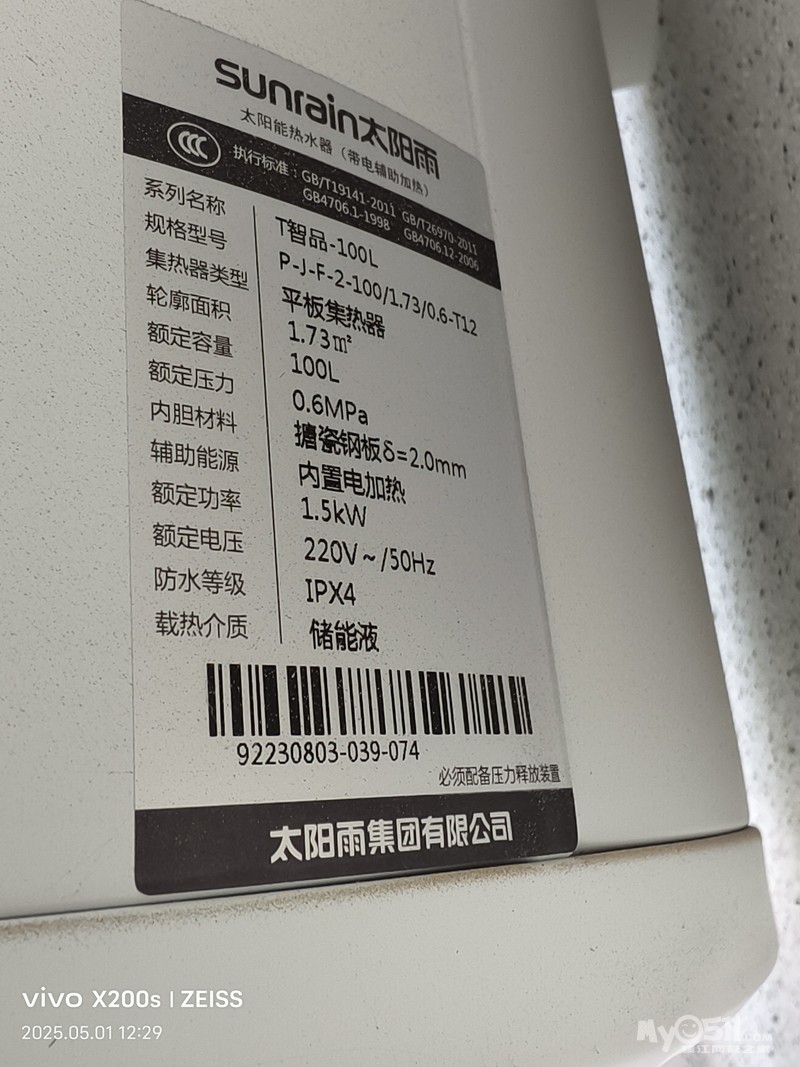 sunrain太阳雨
太阳能热水器（带电辅助加热）
执行标准：GB/T19141-2011 GB/T26970-2011
GB4706.1-1998 GB4706.12-2006
系列名称 T智品-100L
规格型号 P-J-F-2-100/1.73/0.6-T12
集热器类型 平板集热器
轮廓面积 1.73㎡
额定容量 100L
额定压力 0.6MPa
内胆材料 搪瓷钢板δ=2.0mm
辅助能源 内置电加热
额定功率 1.5kW
额定电压 220V～/50Hz
防水等级 IPX4
载热介质 储能液
92230803-039-074
必须配备压力释放装置
太阳雨集团有限公司
vivo X200s | ZEISS
2025.05.01 12:29
My0511.COM